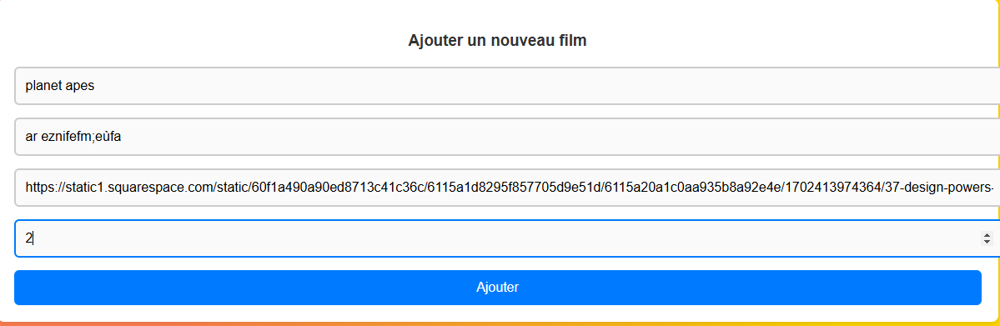 Ajouter un nouveau film
planet apes
ar eznifefm;eùfa
https://static1.squarespace.com/static/60f1a490a90ed8713c41c36c/6115a1d8295f857705d9e51d/6115a20a1c0aa935b8a92e4e/1702413974364/37-design-powers-
2
Ajouter